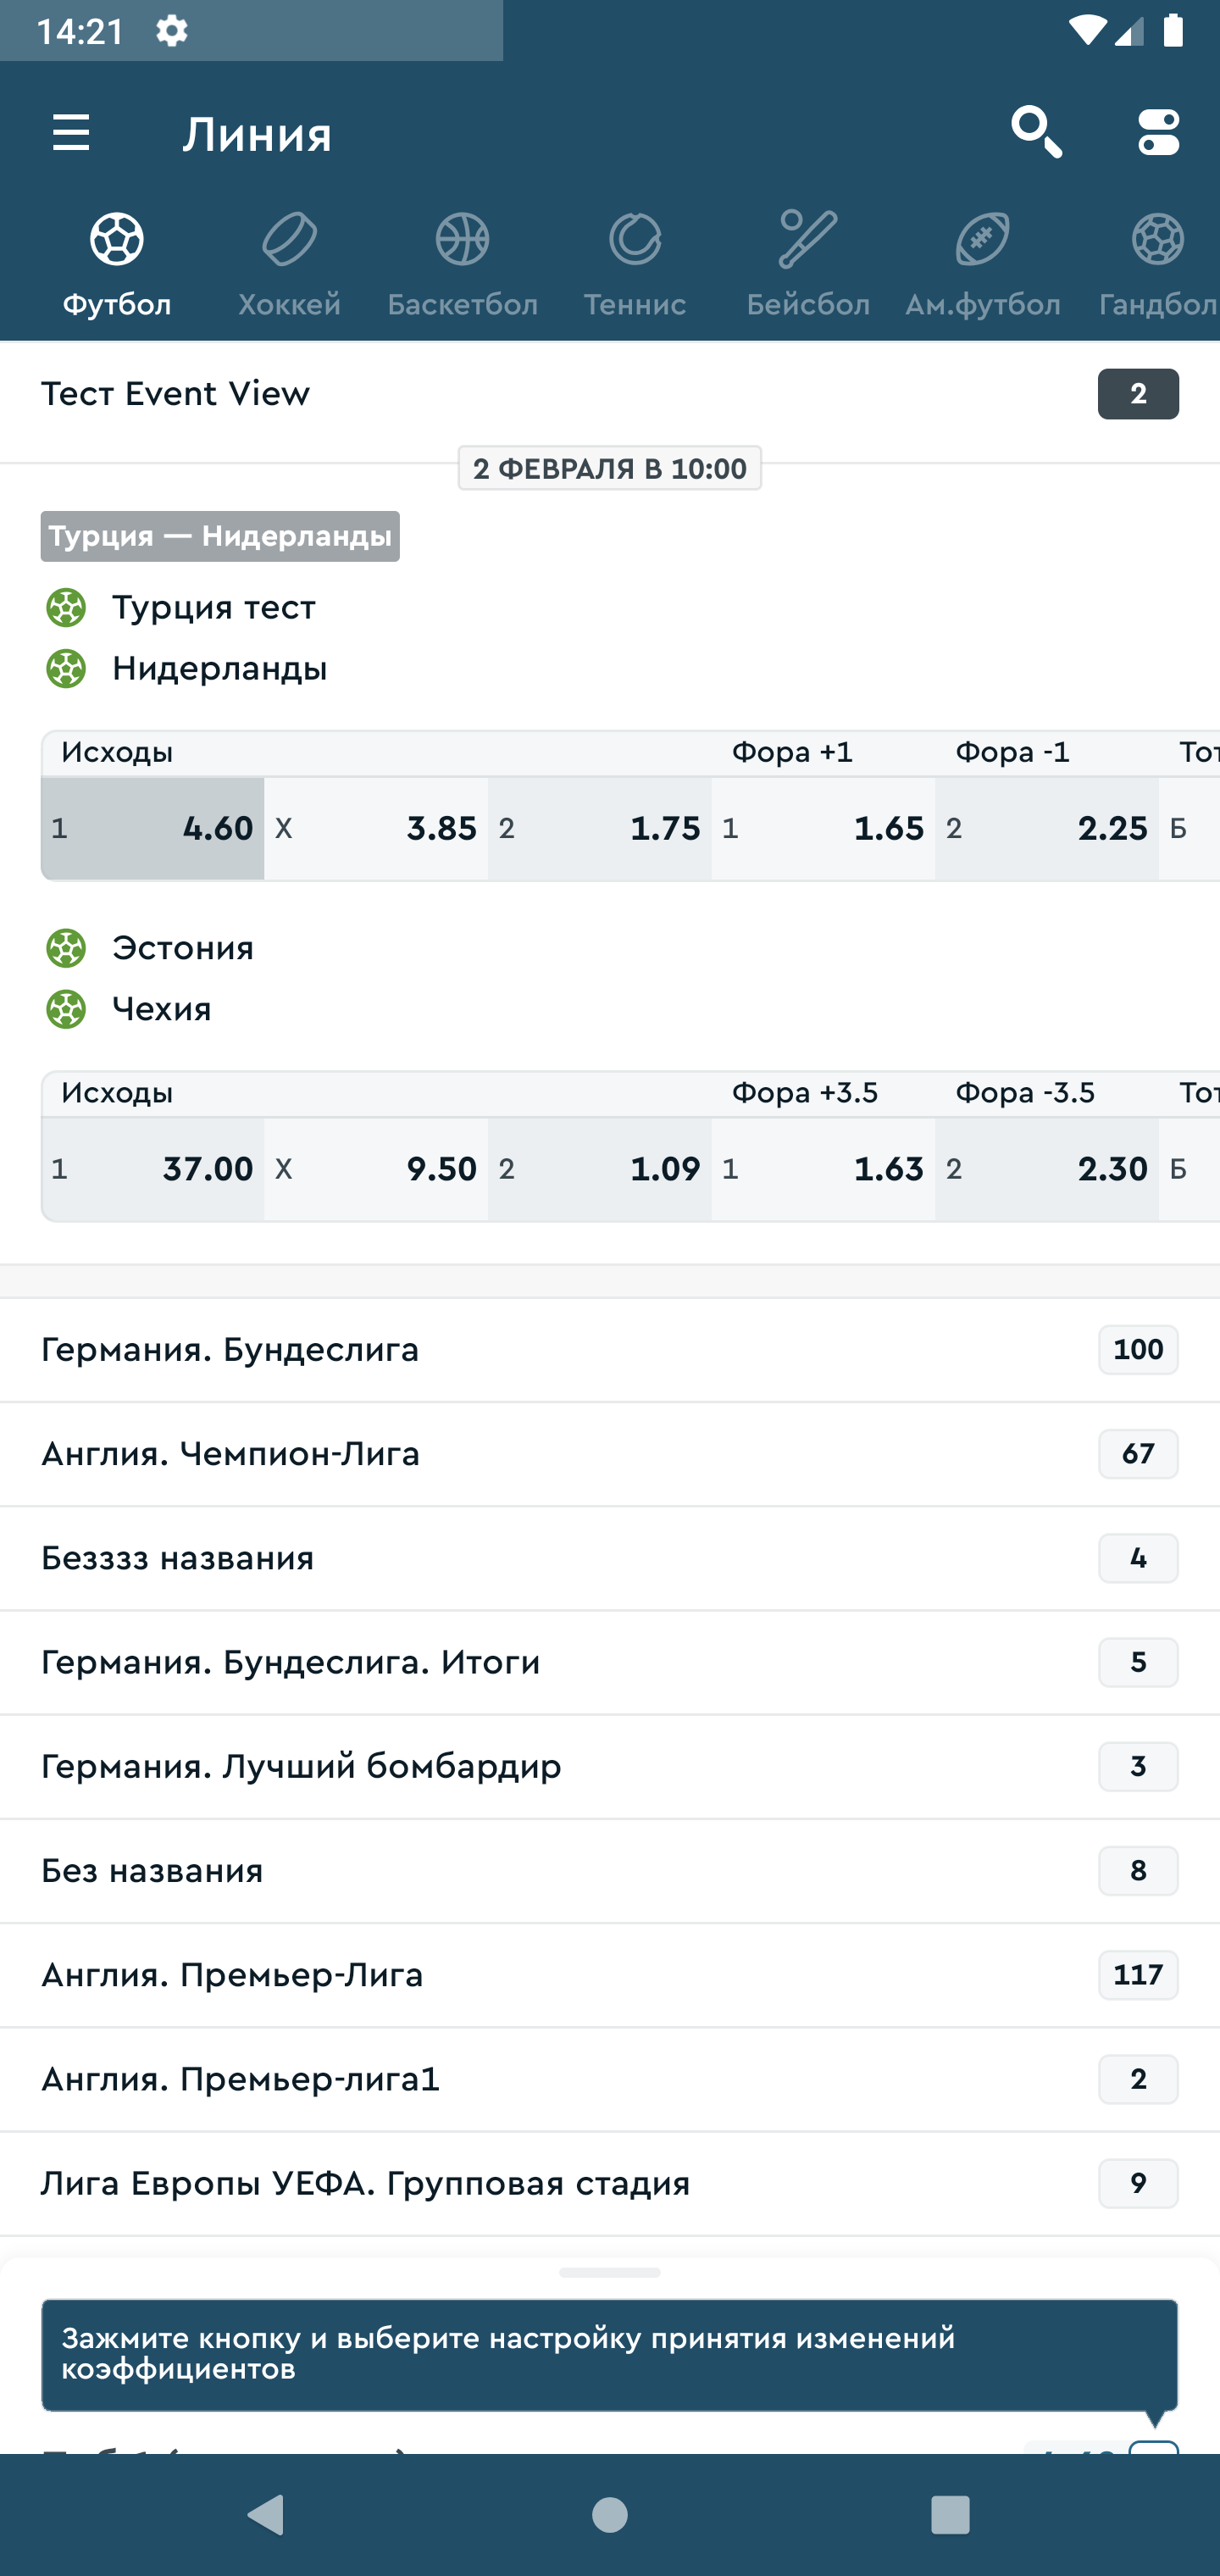 14:21
Линия
Футбол Хоккей Баскетбол Теннис Бейсбол Ам.футбол Гандбол
Тест Event View 2
2 ФЕВРАЛЯ В 10:00
Турция — Нидерланды
Турция тест
Нидерланды
Исходы Фора +1 Фора -1
1 4.60 X 3.85 2 1.75 1 1.65 2 2.25 Б
Эстония
Чехия
Исходы Фора +3.5 Фора -3.5
1 37.00 X 9.50 2 1.09 1 1.63 2 2.30 Б
Германия. Бундеслига 100
Англия. Чемпион-Лига 67
Безззз названия 4
Германия. Бундеслига. Итоги 5
Германия. Лучший бомбардир 3
Без названия 8
Англия. Премьер-Лига 117
Англия. Премьер-лига1 2
Лига Европы УЕФА. Групповая стадия 9
Зажмите кнопку и выберите настройку принятия изменений
коэффициентов